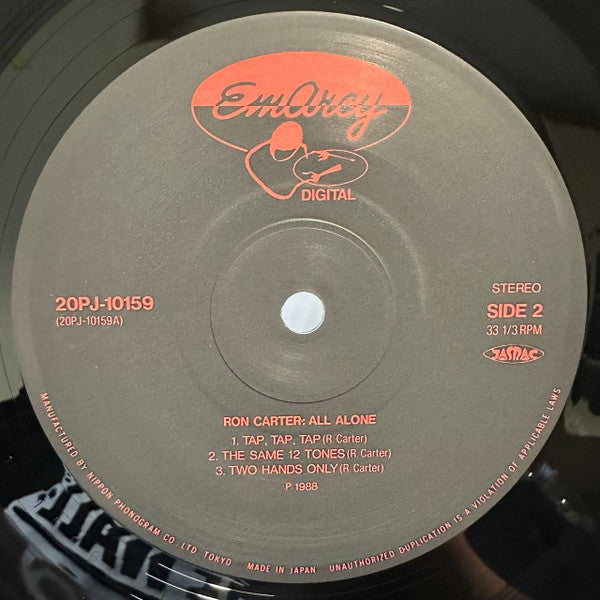 EmArcy
DIGITAL
20PJ-10159
(20PJ-10159A)
STEREO
SIDE 2
33 1/3 RPM
JASRAC
RON CARTER: ALL ALONE
1. TAP, TAP, TAP (R. Carter)
2. THE SAME 12 TONES (R. Carter)
3. TWO HANDS ONLY (R. Carter)
P. 1988
MANUFACTURED BY NIPPON PHONOGRAM CO. LTD. TOKYO MADE IN JAPAN UNAUTHORIZED DUPLICATION IS A VIOLATION OF APPLICABLE LAWS